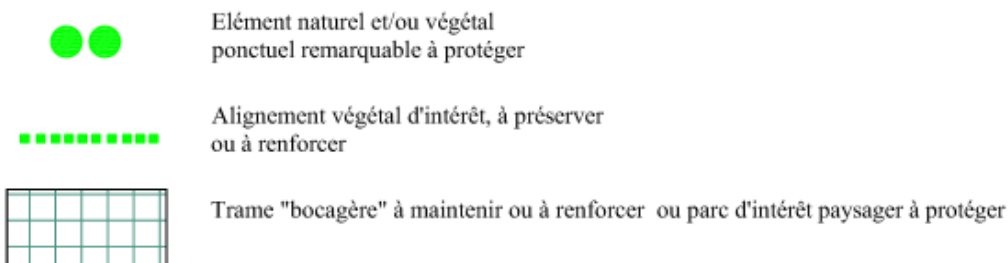 Elément naturel et/ou végétal
ponctuel remarquable à protéger
Alignement végétal d'intérêt, à préserver
ou à renforcer
Trame "bocagère" à maintenir ou à renforcer ou parc d'intérêt paysager à protéger